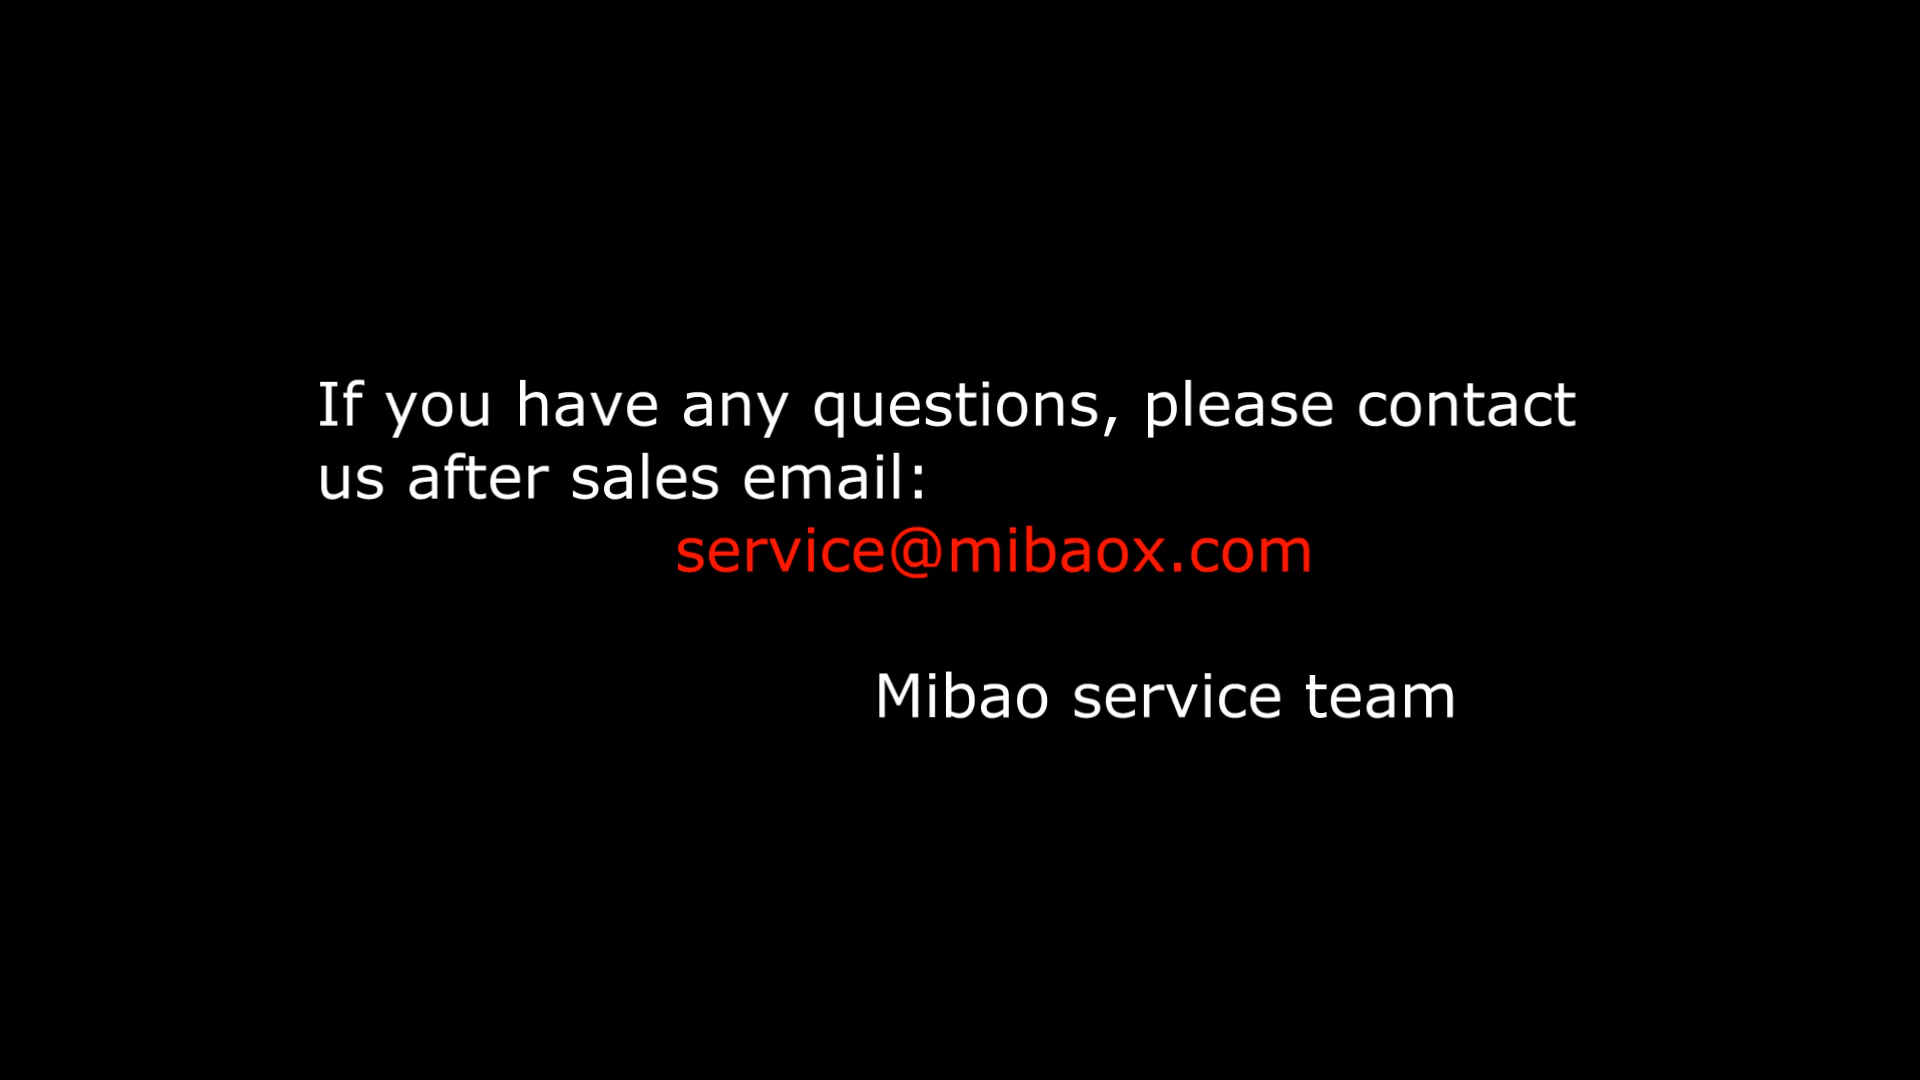 If you have any questions, please contact
us after sales email:
service@mibaox.com
Mibao service team